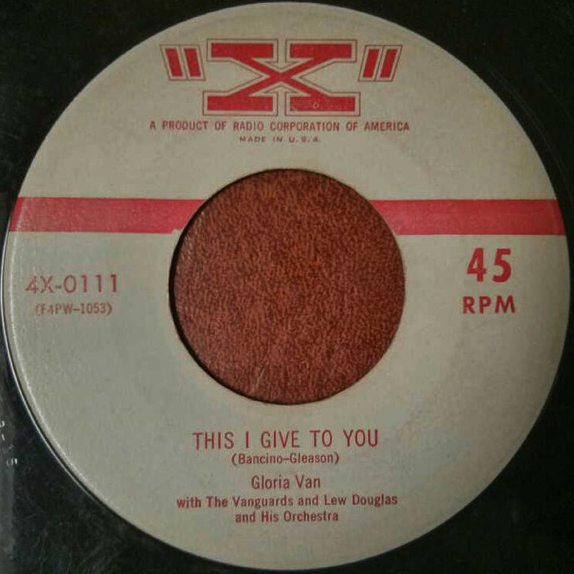 "X"
A PRODUCT OF RADIO CORPORATION OF AMERICA
MADE IN U.S.A.
4X-0111
(F4PW-1053)
45
RPM
THIS I GIVE TO YOU
(Bancino-Gleason)
Gloria Van
with The Vanguards and Lew Douglas
and His Orchestra